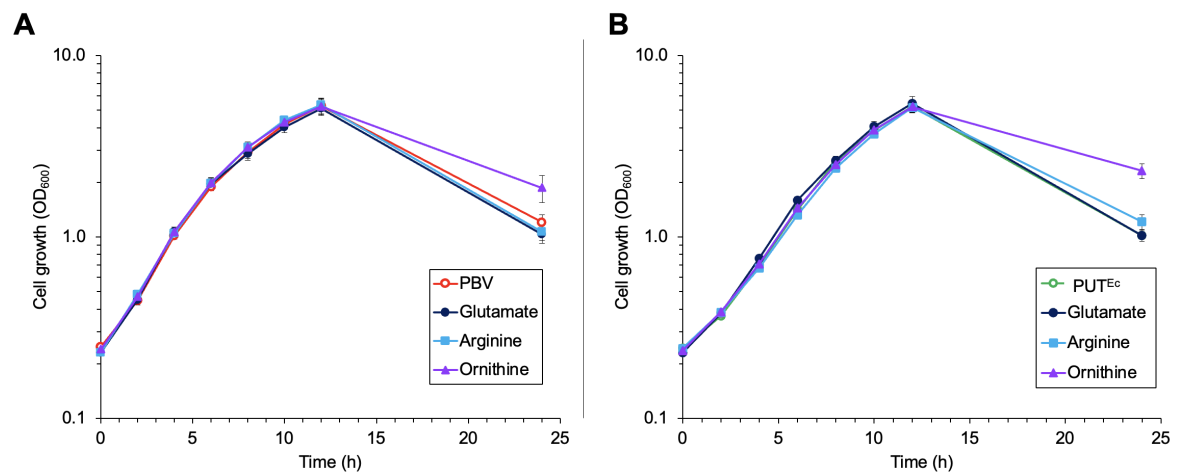 A
10.0
1.0
0.1
Cell growth (OD600)
0 5 10 15 20 25
Time (h)
PBV
Glutamate
Arginine
Ornithine
B
10.0
1.0
0.1
Cell growth (OD600)
0 5 10 15 20 25
Time (h)
PUTEc
Glutamate
Arginine
Ornithine